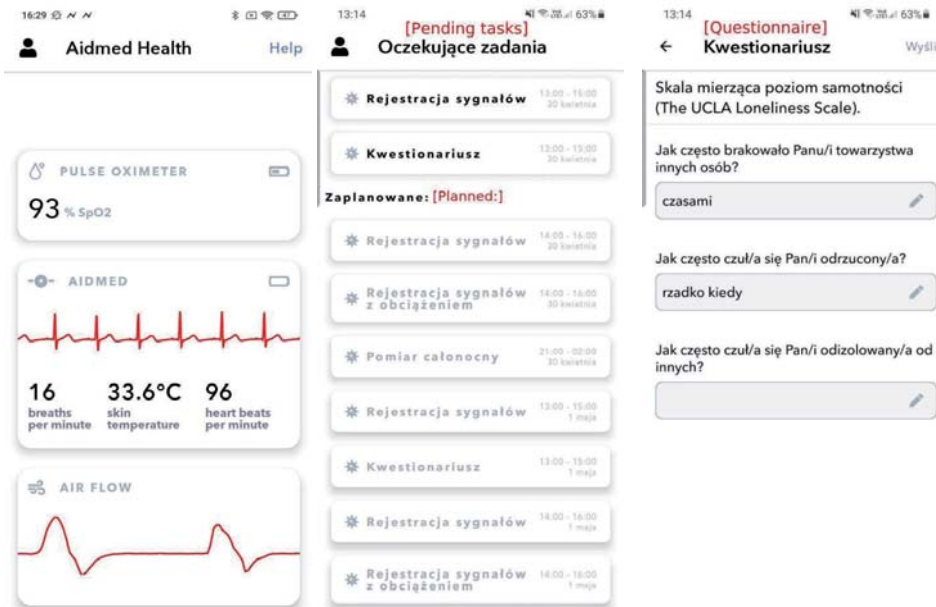 16:29
Aidmed Health
Help
PULSE OXIMETER
93 % SpO2
AIDMED
16
breaths
per minute
33.6°C
skin
temperature
96
heart beats
per minute
AIR FLOW
13:14
63%
[Pending tasks]
Oczekujące zadania
Rejestracja sygnałów
13:00 - 15:00
30 kwietnia
Kwestionariusz
12:00 - 13:00
30 kwietnia
Zaplanowane: [Planned:]
Rejestracja sygnałów
14:00 - 16:00
30 kwietnia
Rejestracja sygnałów
z obciążeniem
14:00 - 16:00
30 kwietnia
Pomiar całonocny
21:00 - 02:00
30 kwietnia
Rejestracja sygnałów
13:00 - 15:00
1 maja
Kwestionariusz
13:00 - 15:00
1 maja
Rejestracja sygnałów
14:00 - 16:00
1 maja
Rejestracja sygnałów
z obciążeniem
14:00 - 16:00
1 maja
13:14
63%
[Questionnaire]
Kwestionariusz
Wyśli
Skala mierząca poziom samotności
(The UCLA Loneliness Scale).
Jak często brakowało Panu/i towarzystwa
innych osób?
czasami
Jak często czuł/a się Pan/i odrzucony/a?
rzadko kiedy
Jak często czuł/a się Pan/i odizolowany/a od
innych?